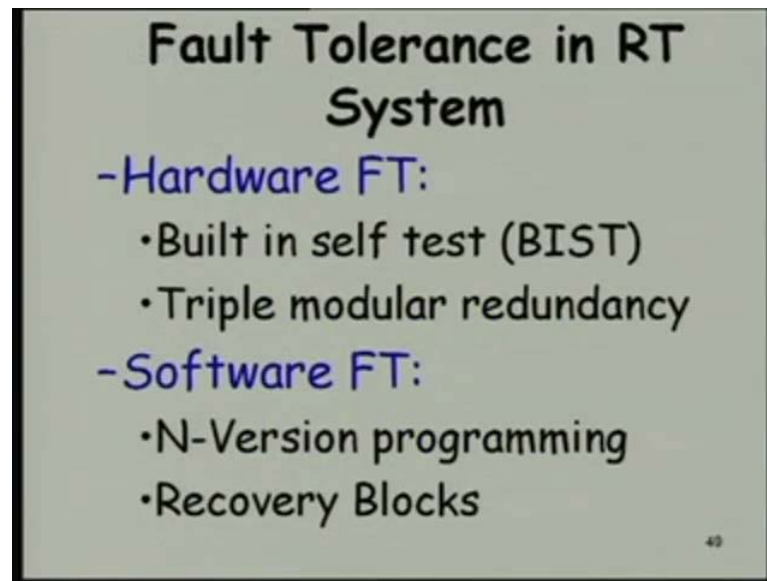 Fault Tolerance in RT
System
-Hardware FT:
•Built in self test (BIST)
•Triple modular redundancy
-Software FT:
•N-Version programming
•Recovery Blocks